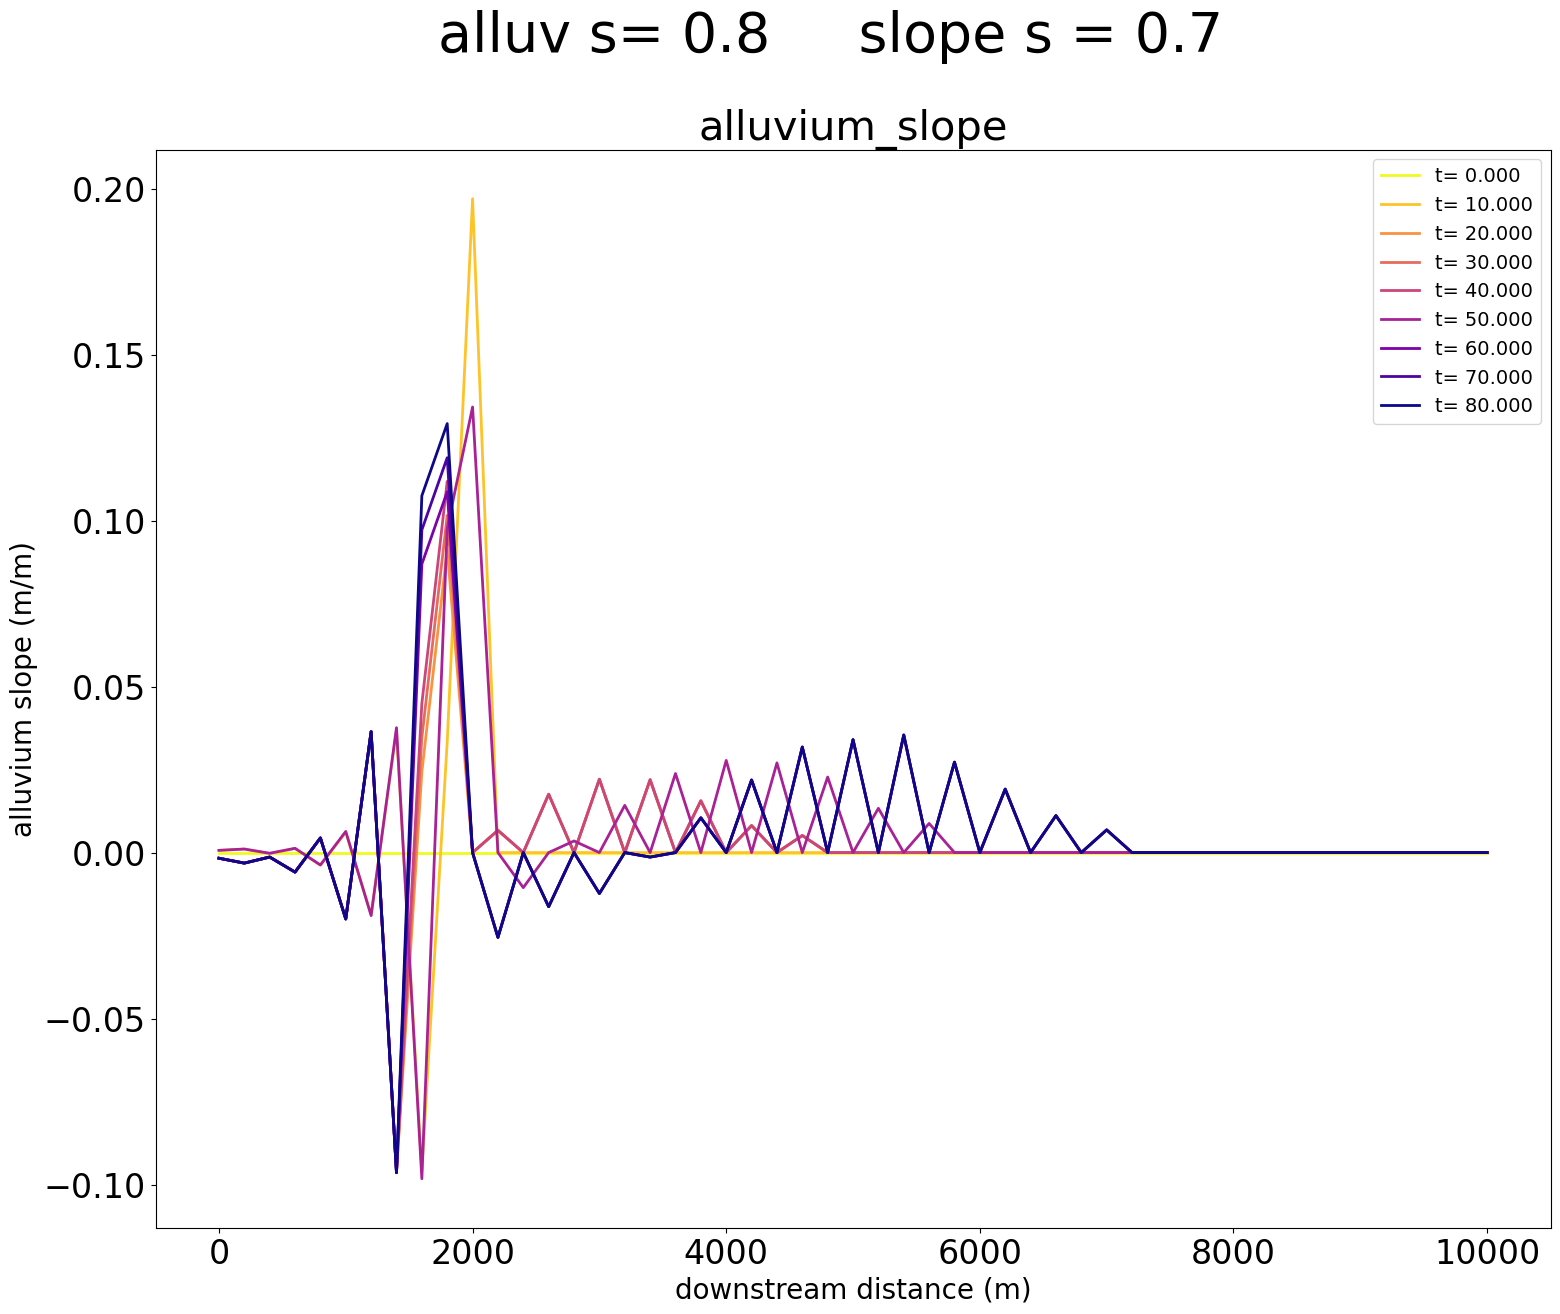 alluv s= 0.8 slope s = 0.7
alluvium_slope
0.20
0.15
0.10
0.05
0.00
−0.05
−0.10
alluvium slope (m/m)
t= 0.000
t= 10.000
t= 20.000
t= 30.000
t= 40.000
t= 50.000
t= 60.000
t= 70.000
t= 80.000
0 2000 4000 6000 8000 10000
downstream distance (m)